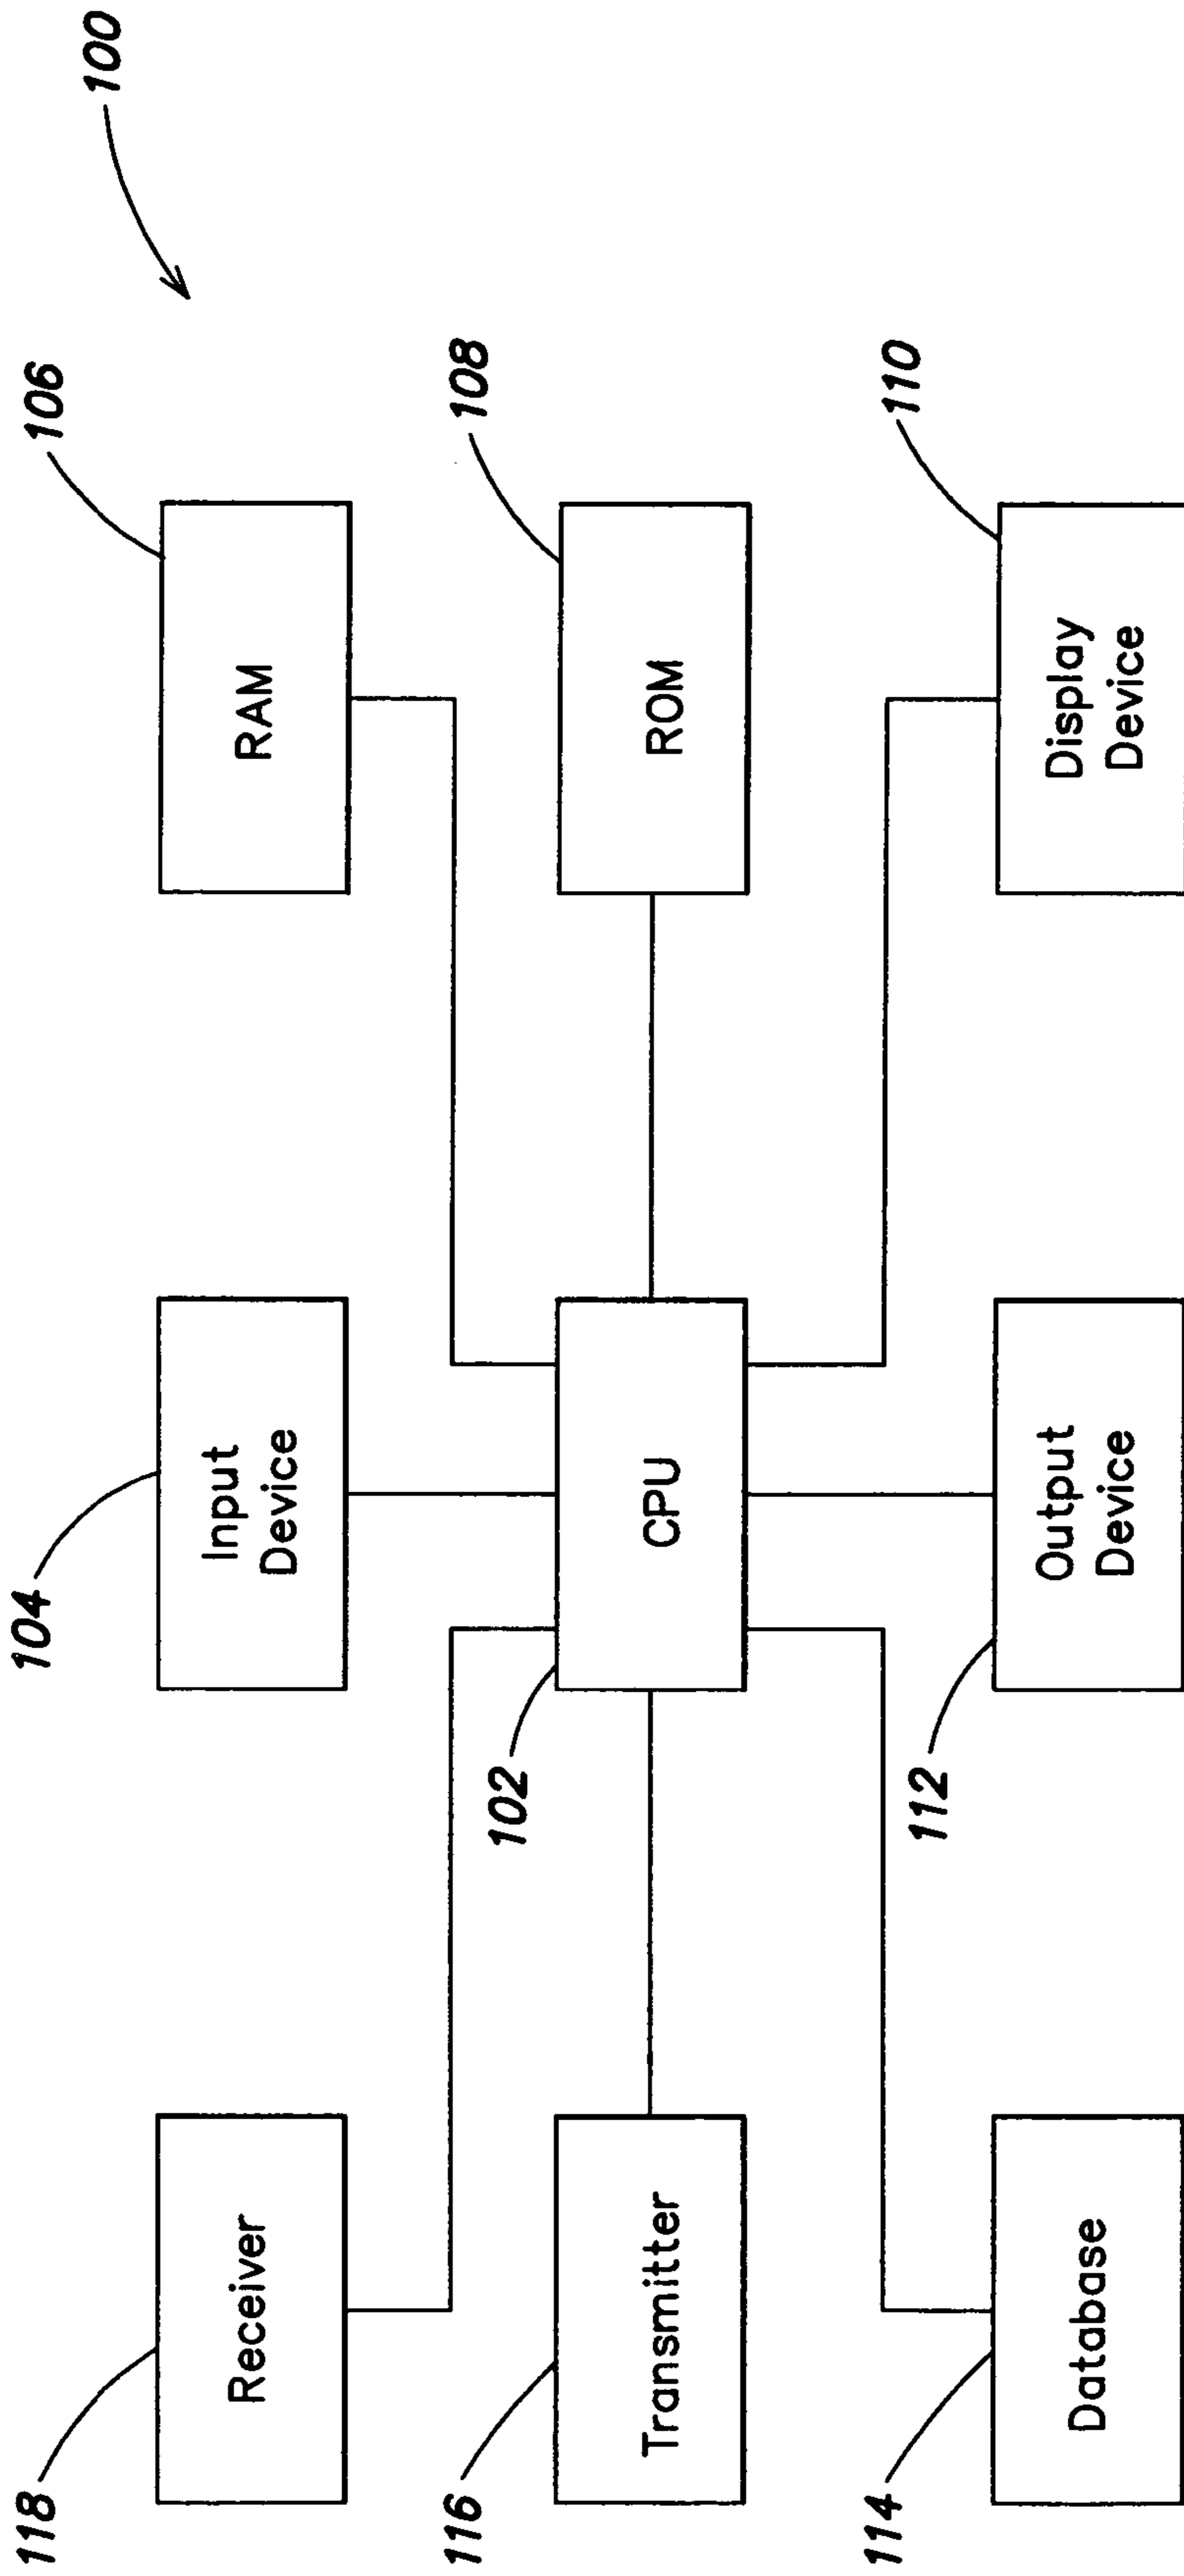 100
118
Receiver
104
Input
Device
106
RAM
116
Transmitter
102
CPU
108
ROM
114
Database
112
Output
Device
110
Display
Device